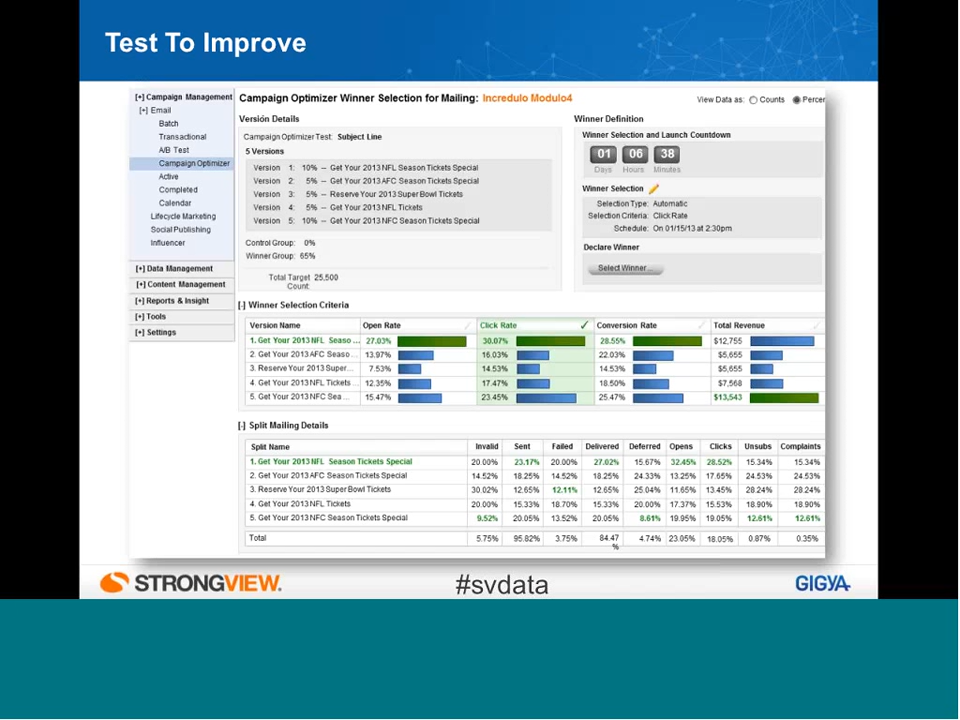 Test To Improve
[+] Campaign Management
[+] Email
Batch
Transactional
A/B Test
Campaign Optimizer
Active
Completed
Calendar
Lifecycle Marketing
Social Publishing
Influencer
[+] Data Management
[+] Content Management
[+] Reports & Insight
[+] Tools
[+] Settings
Campaign Optimizer Winner Selection for Mailing: Incredulo Modulo4
View Data as: Counts Percen
Version Details
Campaign Optimizer Test: Subject Line
5 Versions
Version 1: 10% -- Get Your 2013 NFL Season Tickets Special
Version 2: 5% -- Get Your 2013 AFC Season Tickets Special
Version 3: 5% -- Reserve Your 2013 Super Bowl Tickets
Version 4: 5% -- Get Your 2013 NFL Tickets
Version 5: 10% -- Get Your 2013 NFC Season Tickets Special
Control Group: 0%
Winner Group: 65%
Total Target 25,500
Count:
Winner Definition
Winner Selection and Launch Countdown
01 06 38
Days Hours Minutes
Winner Selection
Selection Type: Automatic
Selection Criteria: Click Rate
Schedule: On 01/15/13 at 2:30pm
Declare Winner
Select Winner...
[-] Winner Selection Criteria
Version Name Open Rate Click Rate Conversion Rate Total Revenue
1. Get Your 2013 NFL Seaso ... 27.03% 30.07% 28.55% $12,755
2. Get Your 2013 AFC Seaso... 13.97% 16.03% 22.03% $5,655
3. Reserve Your 2013 Super... 7.53% 14.53% 14.53% $5,655
4. Get Your 2013 NFL Tickets... 12.35% 17.47% 18.50% $7,568
5. Get Your 2013 NFC Sea ... 15.47% 23.45% 25.47% $13,543
[-] Split Mailing Details
Split Name Invalid Sent Failed Delivered Deferred Opens Clicks Unsubs Complaints
1. Get Your 2013 NFL Season Tickets Special 20.00% 23.17% 20.00% 27.02% 15.67% 32.45% 28.52% 15.34% 15.34%
2. Get Your 2013 AFC Season Tickets Special 14.52% 18.25% 14.52% 18.25% 24.33% 13.25% 17.65% 24.53% 24.53%
3. Reserve Your 2013 Super Bowl Tickets 30.02% 12.65% 12.11% 12.65% 25.04% 11.65% 13.45% 28.24% 28.24%
4. Get Your 2013 NFL Tickets 20.00% 15.33% 18.70% 15.33% 20.00% 17.37% 15.53% 18.90% 18.90%
5. Get Your 2013 NFC Season Tickets Special 9.52% 20.05% 13.52% 20.05% 8.61% 19.95% 19.05% 12.61% 12.61%
Total 5.75% 95.82% 3.75% 84.47 % 4.74% 23.05% 18.05% 0.87% 0.35%
STRONGVIEW.
#svdata
GIGYA